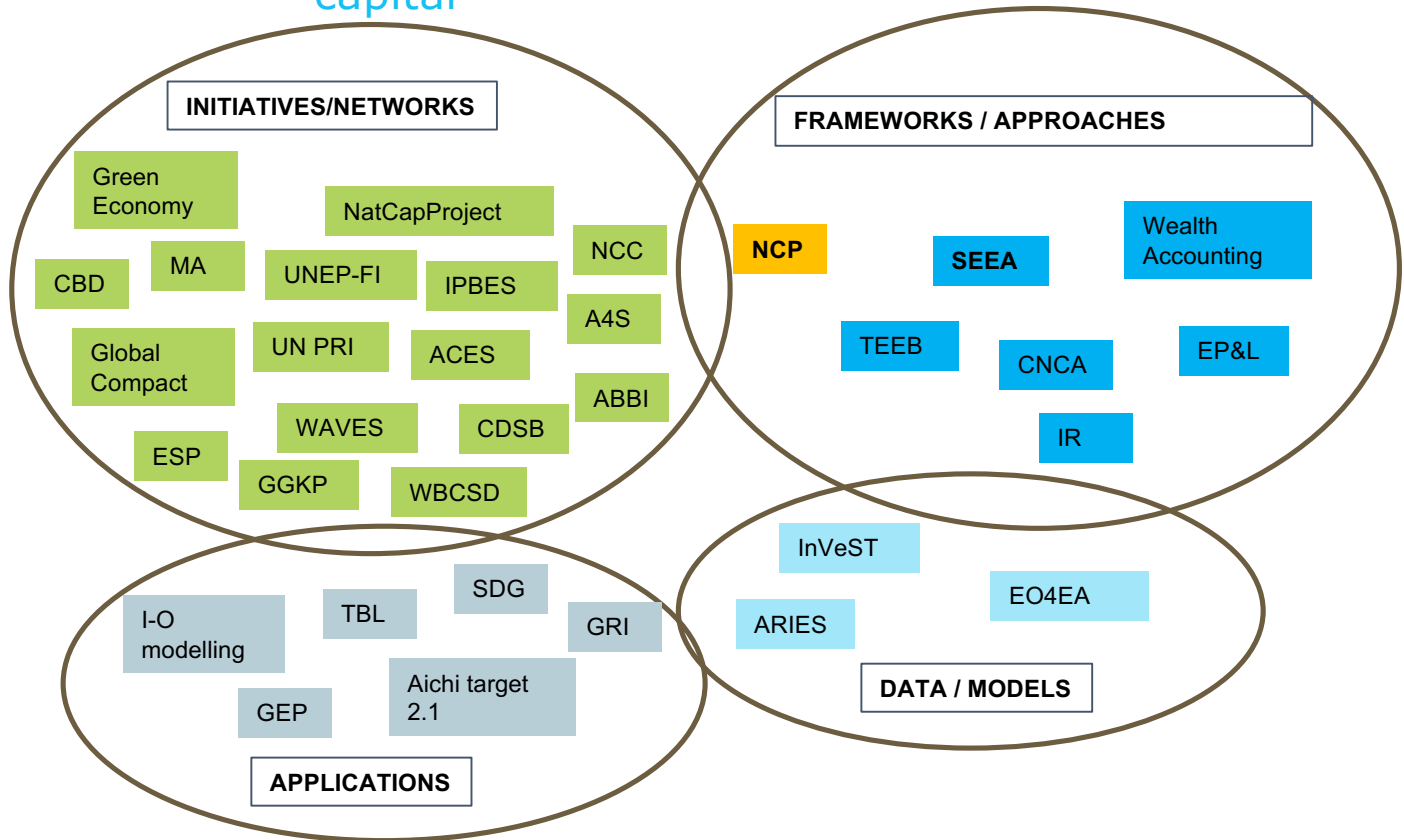 capital
INITIATIVES/NETWORKS
Green
Economy
NatCapProject
NCC
CBD
MA
UNEP-FI
IPBES
A4S
Global
Compact
UN PRI
ACES
ABBI
WAVES
CDSB
ESP
GGKP
WBCSD
FRAMEWORKS / APPROACHES
NCP
SEEA
Wealth
Accounting
TEEB
CNCA
EP&L
IR
I-O
modelling
TBL
SDG
GRI
GEP
Aichi target
2.1
APPLICATIONS
InVeST
EO4EA
ARIES
DATA / MODELS